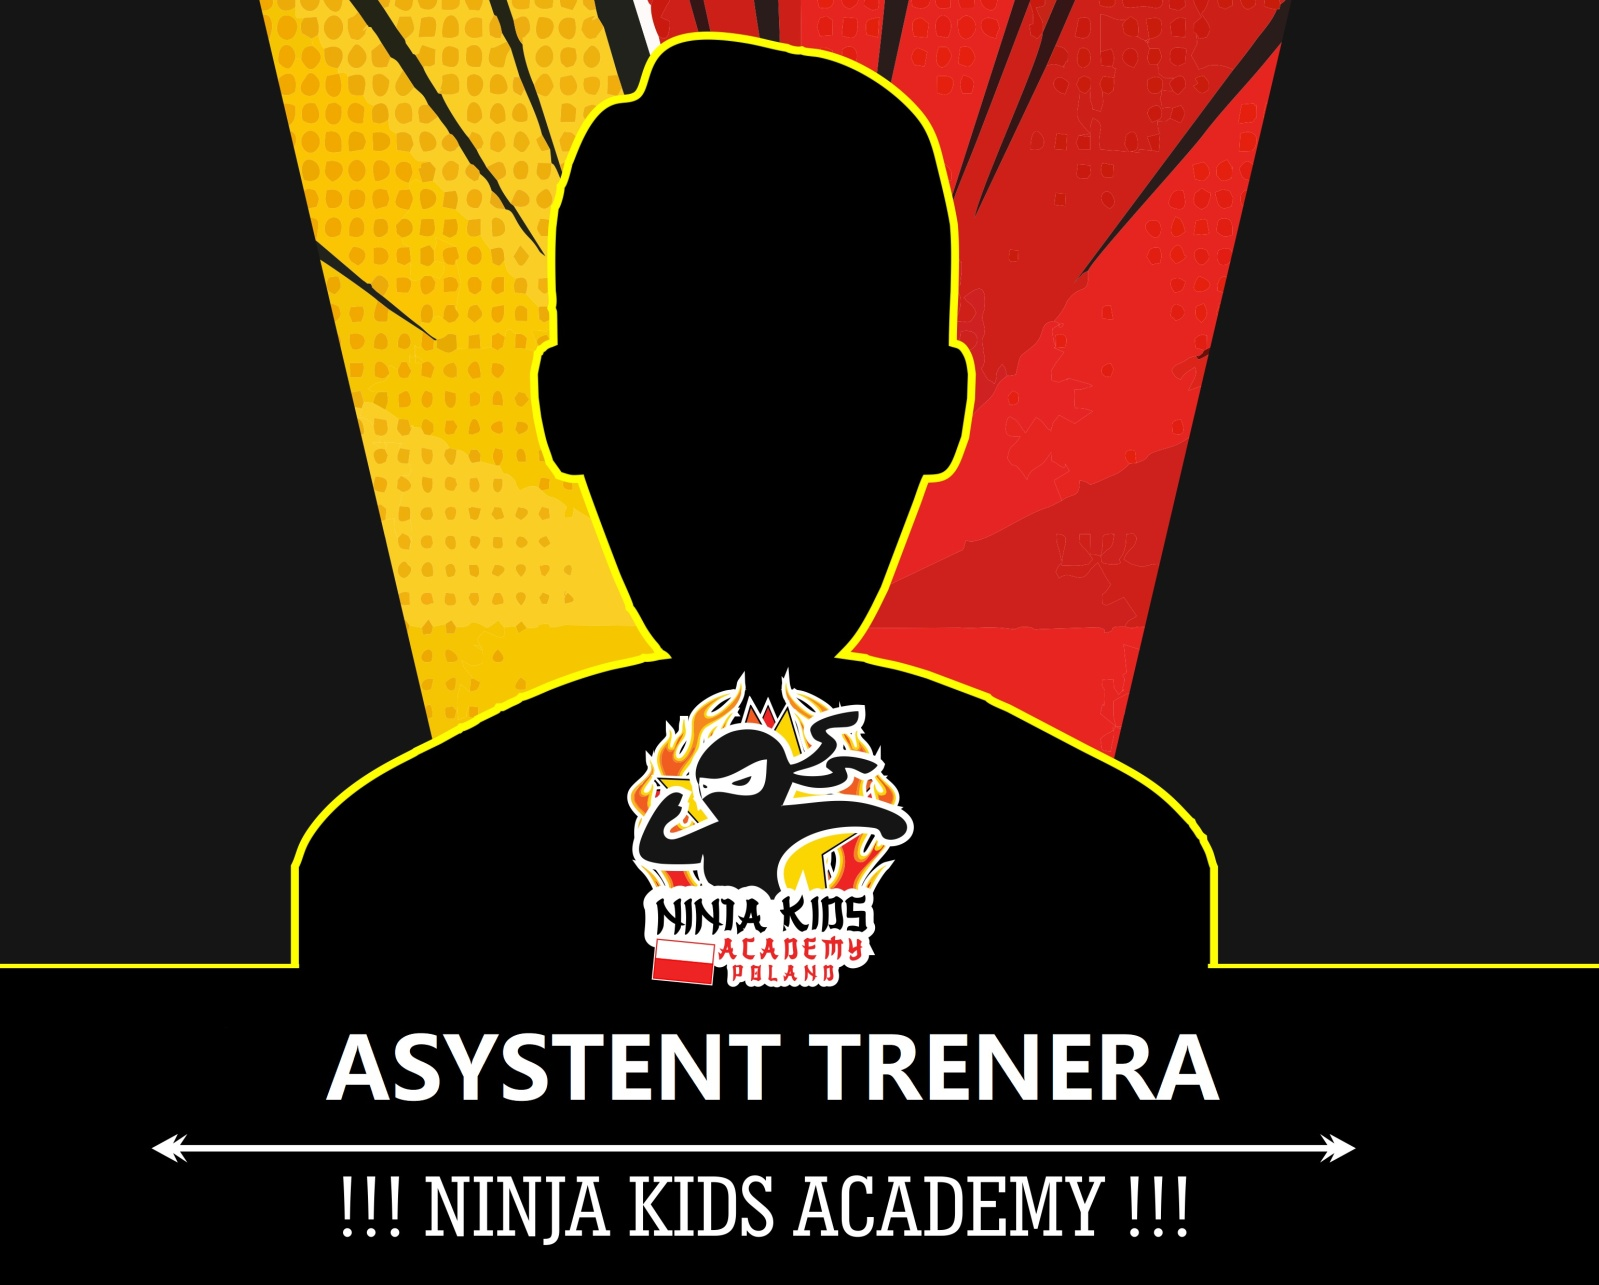 NINJA KIDS
ACADEMY
POLAND
ASYSTENT TRENERA
!!! NINJA KIDS ACADEMY !!!